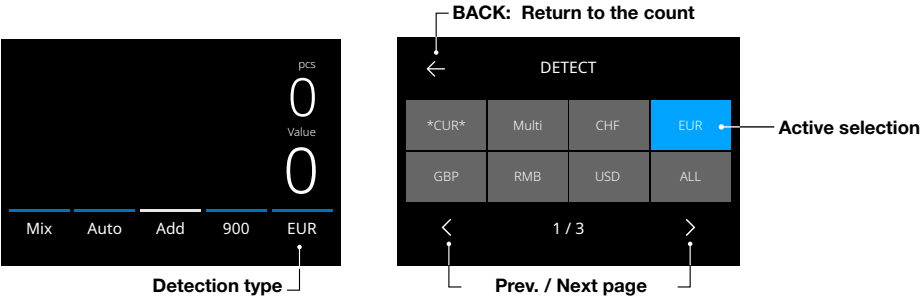 BACK: Return to the count
pcs
0
Value
0
Mix Auto Add 900 EUR
Detection type
DETECT
*CUR* Multi CHF EUR
Active selection
GBP RMB USD ALL
1 / 3
Prev. / Next page